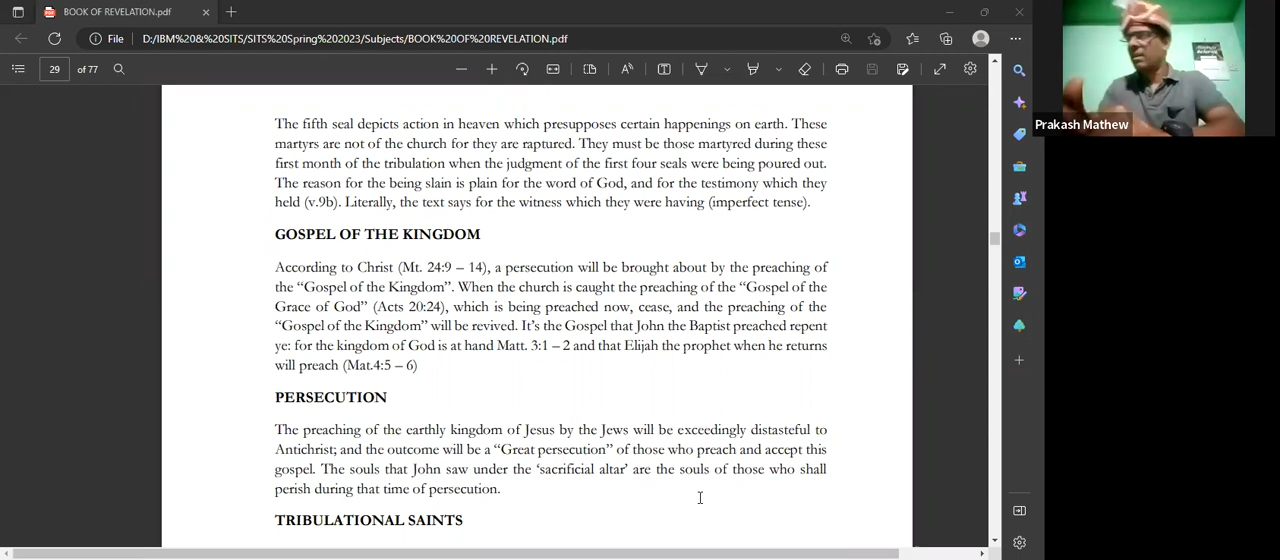 BOOK OF REVELATION.pdf
File D:/IBM%20&%20SITS/SITS%20Spring%202023/Subjects/BOOK%20OF%20REVELATION.pdf
29 of 77
The fifth seal depicts action in heaven which presupposes certain happenings on earth. These
martyrs are not of the church for they are raptured. They must be those martyred during these
first month of the tribulation when the judgment of the first four seals were being poured out.
The reason for the being slain is plain for the word of God, and for the testimony which they
held (v.9b). Literally, the text says for the witness which they were having (imperfect tense).
GOSPEL OF THE KINGDOM
According to Christ (Mt. 24:9 – 14), a persecution will be brought about by the preaching of
the “Gospel of the Kingdom”. When the church is caught the preaching of the “Gospel of the
Grace of God” (Acts 20:24), which is being preached now, cease, and the preaching of the
“Gospel of the Kingdom” will be revived. It’s the Gospel that John the Baptist preached repent
ye: for the kingdom of God is at hand Matt. 3:1 – 2 and that Elijah the prophet when he returns
will preach (Mat.4:5 – 6)
PERSECUTION
The preaching of the earthly kingdom of Jesus by the Jews will be exceedingly distasteful to
Antichrist; and the outcome will be a “Great persecution” of those who preach and accept this
gospel. The souls that John saw under the ‘sacrificial altar’ are the souls of those who shall
perish during that time of persecution.
TRIBULATIONAL SAINTS
Prakash Mathew